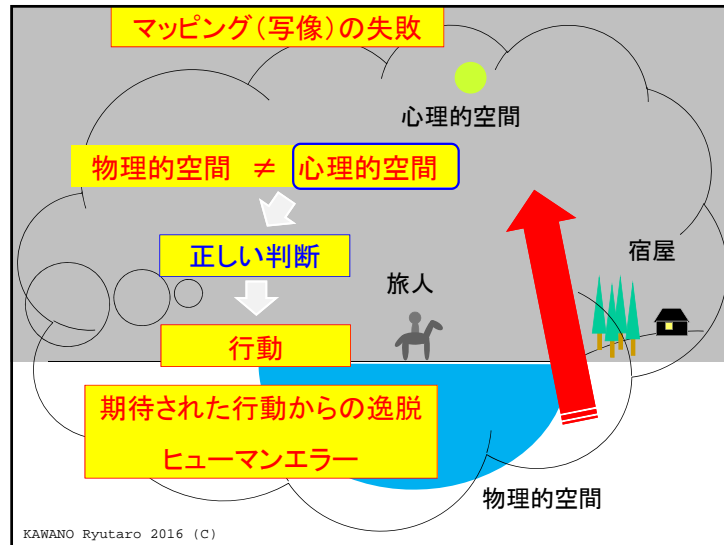 マッピング(写像)の失敗
心理的空間
物理的空間 ≠ 心理的空間
正しい判断
宿屋
旅人
行動
期待された行動からの逸脱
ヒューマンエラー
物理的空間
KAWANO Ryutaro 2016 (C)